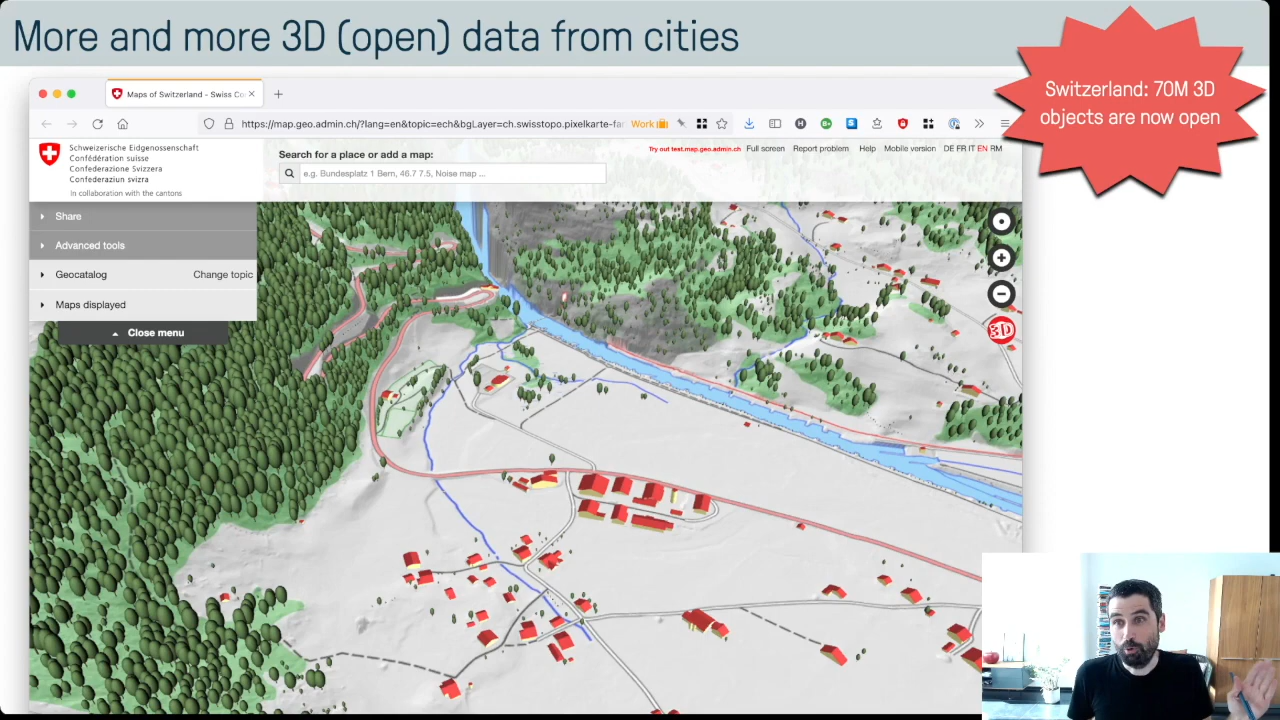 More and more 3D (open) data from cities
Switzerland: 70M 3D
objects are now open
Maps of Switzerland - Swiss Co
https://map.geo.admin.ch/lang=en&topic=ech&bgLayer=ch.swisstopo.pixelkarte-fa
Work
Schweizerische Eidgenossenschaft
Confédération suisse
Confederazione Svizzera
Confederaziun svizra
In collaboration with the cantons
Search for a place or add a map:
e.g. Bundesplatz 1 Bern, 46.7 7.5, Noise map ...
Try out test.map.geo.admin.ch Full screen Report problem Help Mobile version DE FR IT EN RM
Share
Advanced tools
Geocatalog Change topic
Maps displayed
Close menu
3D